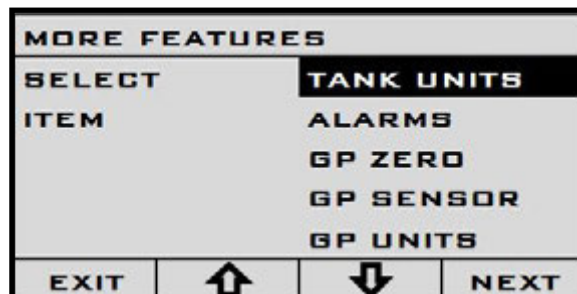 MORE FEATURES
SELECT TANK UNITS
ITEM ALARMS
GP ZERO
GP SENSOR
GP UNITS
EXIT NEXT